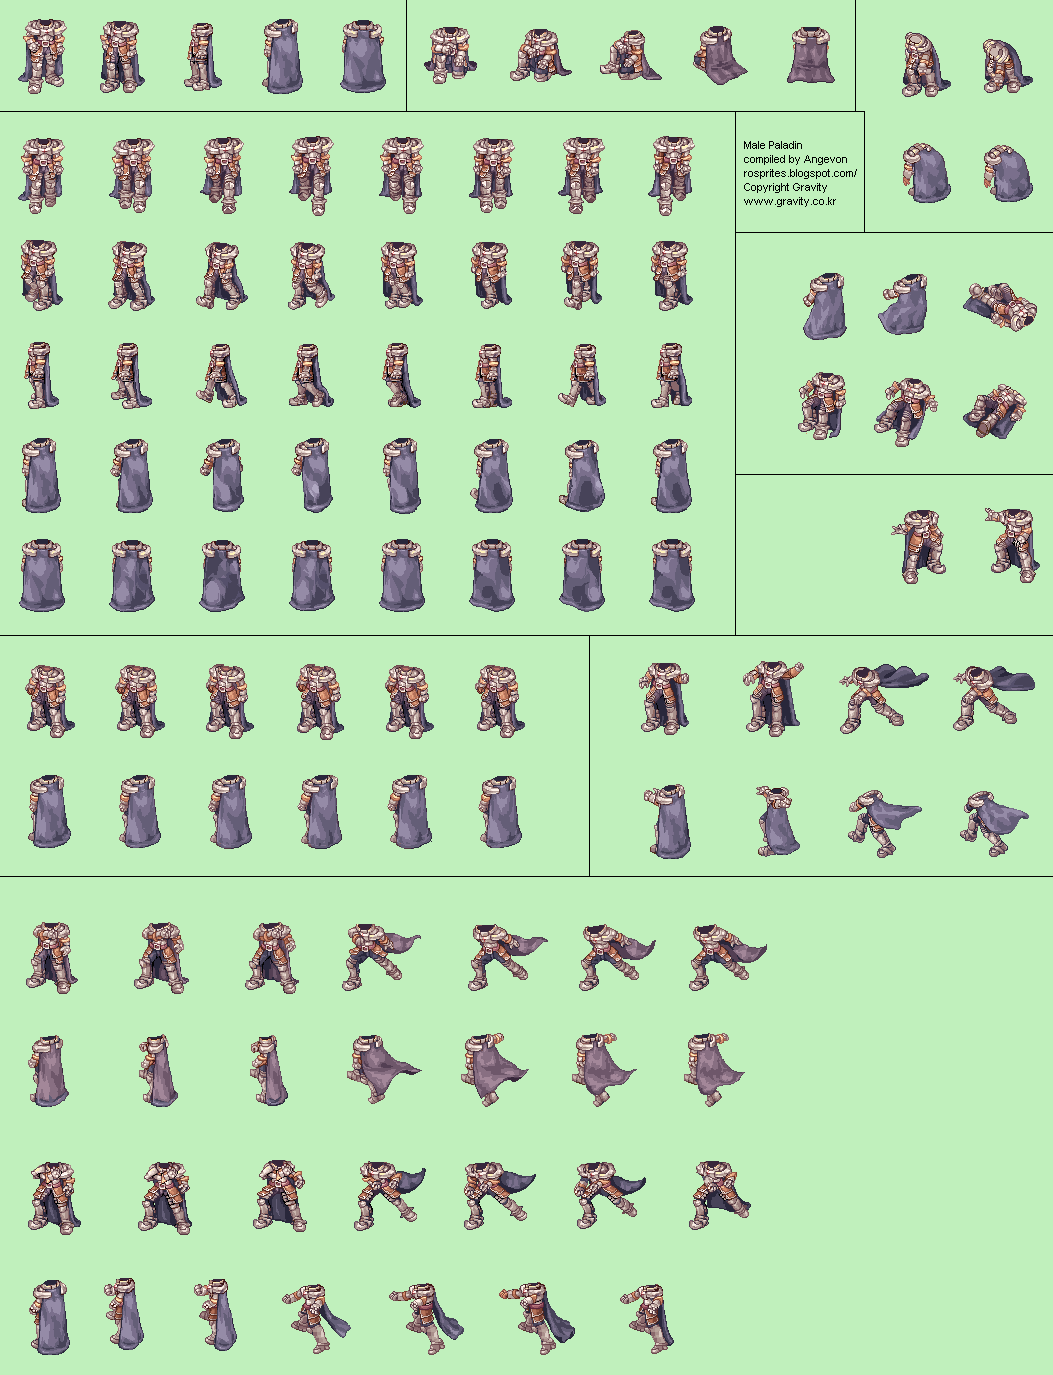 Male Paladin
compiled by Angevon
rosprites.blogspot.com/
Copyright Gravity
www.gravity.co.kr